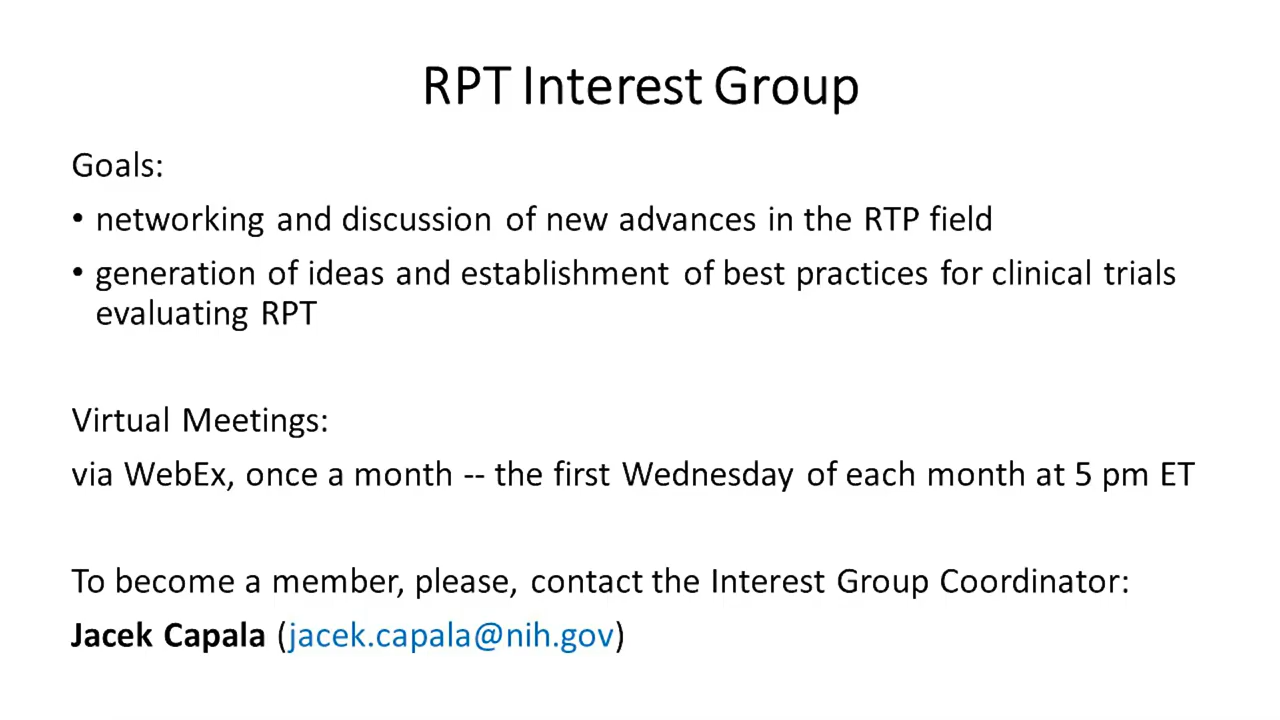 RPT Interest Group
Goals:
• networking and discussion of new advances in the RTP field
• generation of ideas and establishment of best practices for clinical trials
evaluating RPT
Virtual Meetings:
via WebEx, once a month -- the first Wednesday of each month at 5 pm ET
To become a member, please, contact the Interest Group Coordinator:
Jacek Capala (jacek.capala@nih.gov)